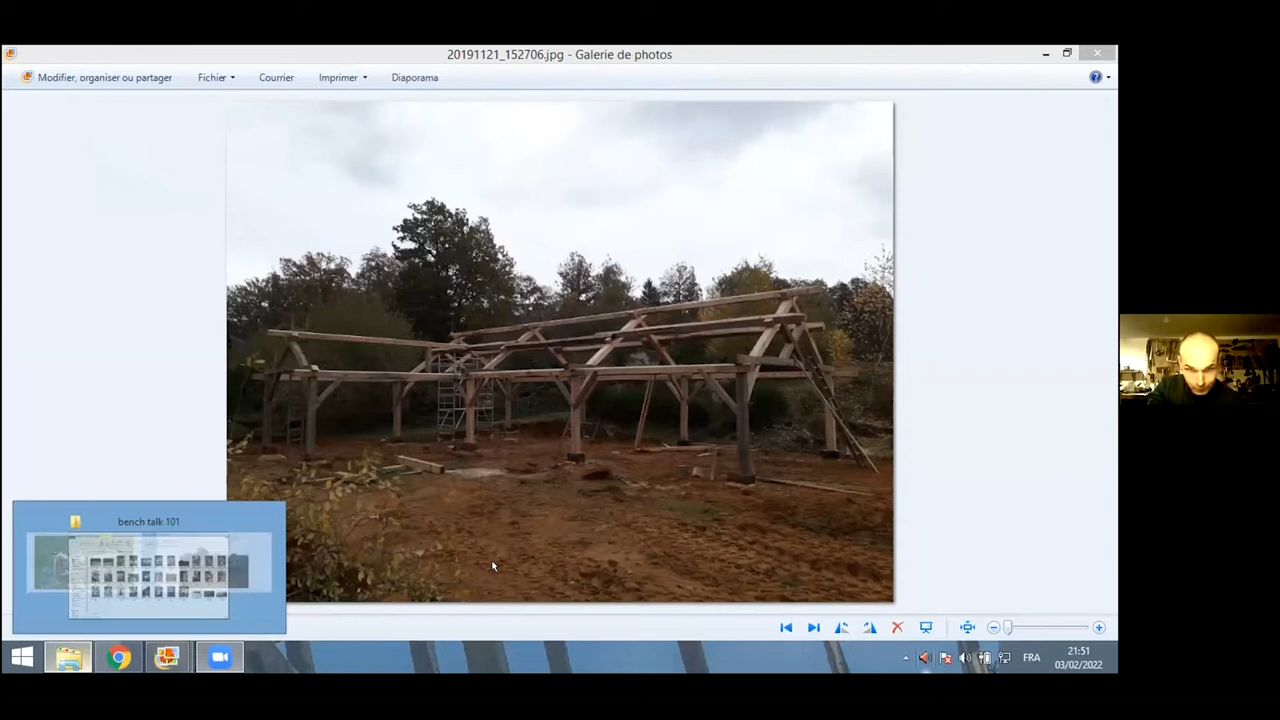 20191121_152706.jpg - Galerie de photos
Modifier, organiser ou partager Fichier Courrier Imprimer Diaporama
bench talk 101
FRA
21:51
03/02/2022